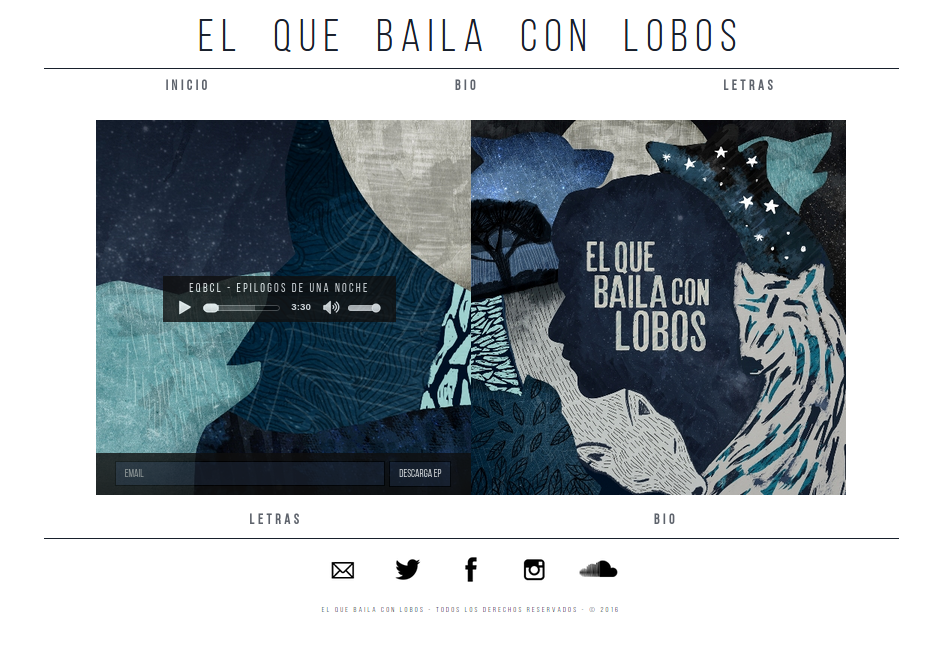 EL QUE BAILA CON LOBOS
INICIO
BIO
LETRAS
EQBCL - EPILOGOS DE UNA NOCHE
3:30
EMAIL
DESCARGA EP
EL QUE
BAILA CON
LOBOS
LETRAS
BIO
EL QUE BAILA CON LOBOS - TODOS LOS DERECHOS RESERVADOS - © 2016